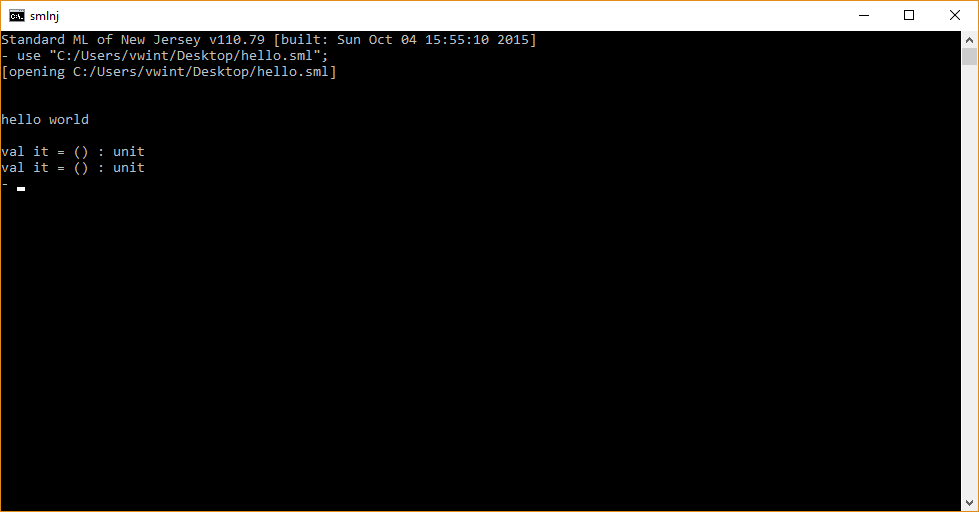 smlnj
Standard ML of New Jersey v110.79 [built: Sun Oct 04 15:55:10 2015]
- use "C:/Users/vwint/Desktop/hello.sml";
[opening C:/Users/vwint/Desktop/hello.sml]
hello world
val it = () : unit
val it = () : unit
-